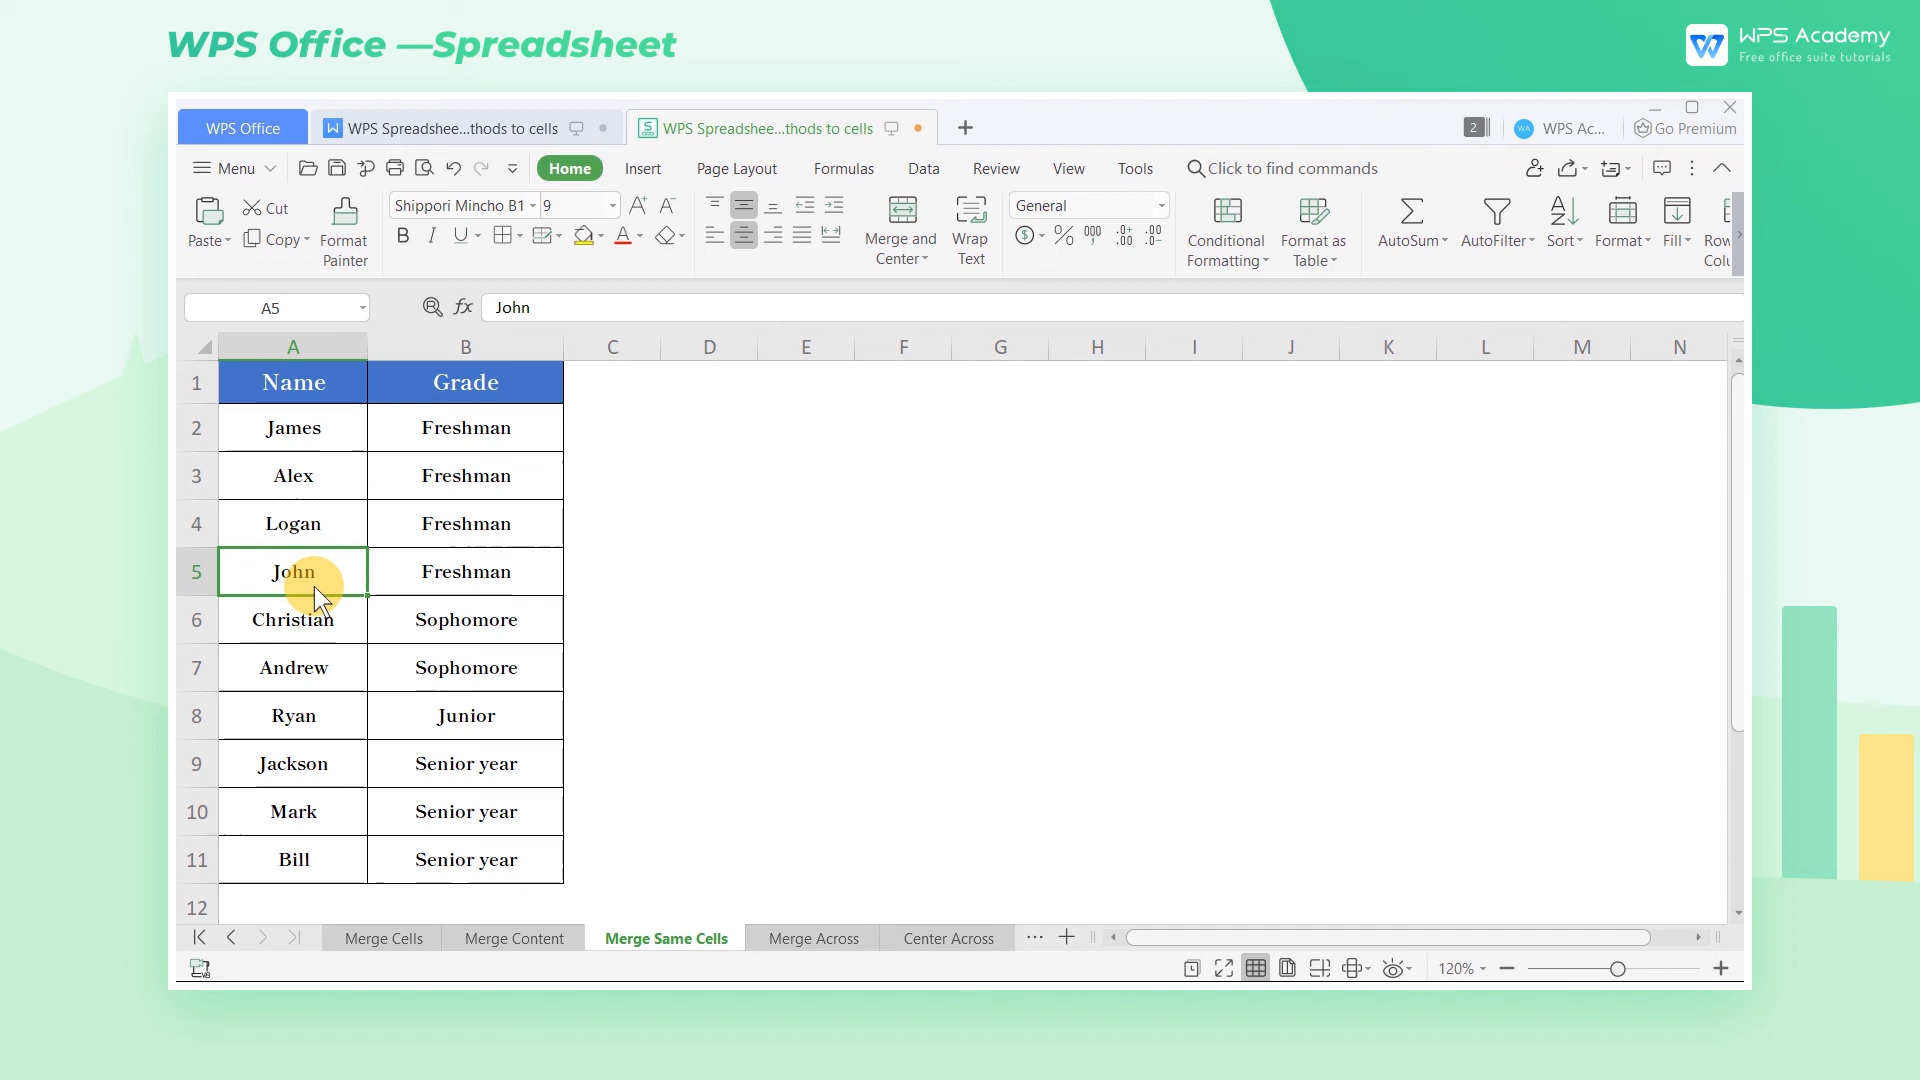 WPS Office —Spreadsheet
WPS Academy
Free office suite tutorials
WPS Office
WPS Spreadshee...thods to cells
WPS Spreadshee...thods to cells
2
WPS Ac...
Go Premium
Menu
Home
Insert
Page Layout
Formulas
Data
Review
View
Tools
Click to find commands
Paste
Cut
Copy
Format
Painter
Shippori Mincho B1
9
Merge and
Center
Wrap
Text
General
Conditional
Formatting
Format as
Table
AutoSum
AutoFilter
Sort
Format
Fill
Row
Colu
A5
John
A B C D E F G H I J K L M N
1 Name Grade
2 James Freshman
3 Alex Freshman
4 Logan Freshman
5 John Freshman
6 Christian Sophomore
7 Andrew Sophomore
8 Ryan Junior
9 Jackson Senior year
10 Mark Senior year
11 Bill Senior year
12
Merge Cells
Merge Content
Merge Same Cells
Merge Across
Center Across
...
120%